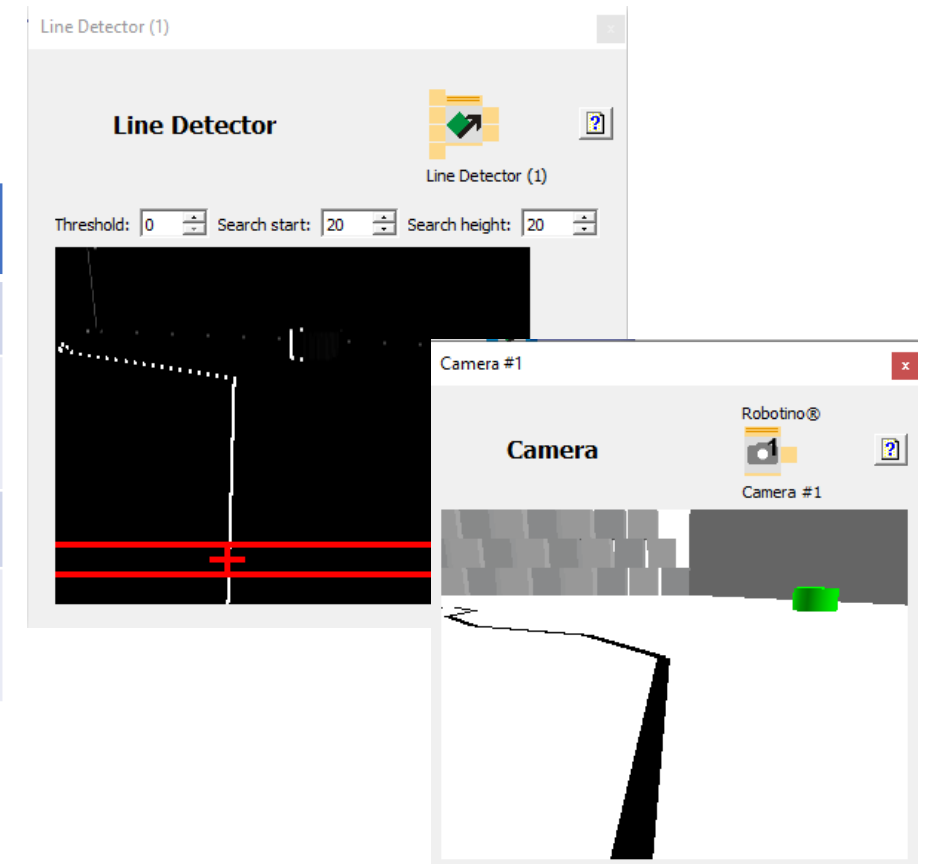 Line Detector (1)
x
Line Detector
?
Line Detector (1)
Threshold: 0 Search start: 20 Search height: 20
Camera #1
x
Robotino®
Camera
1
?
Camera #1